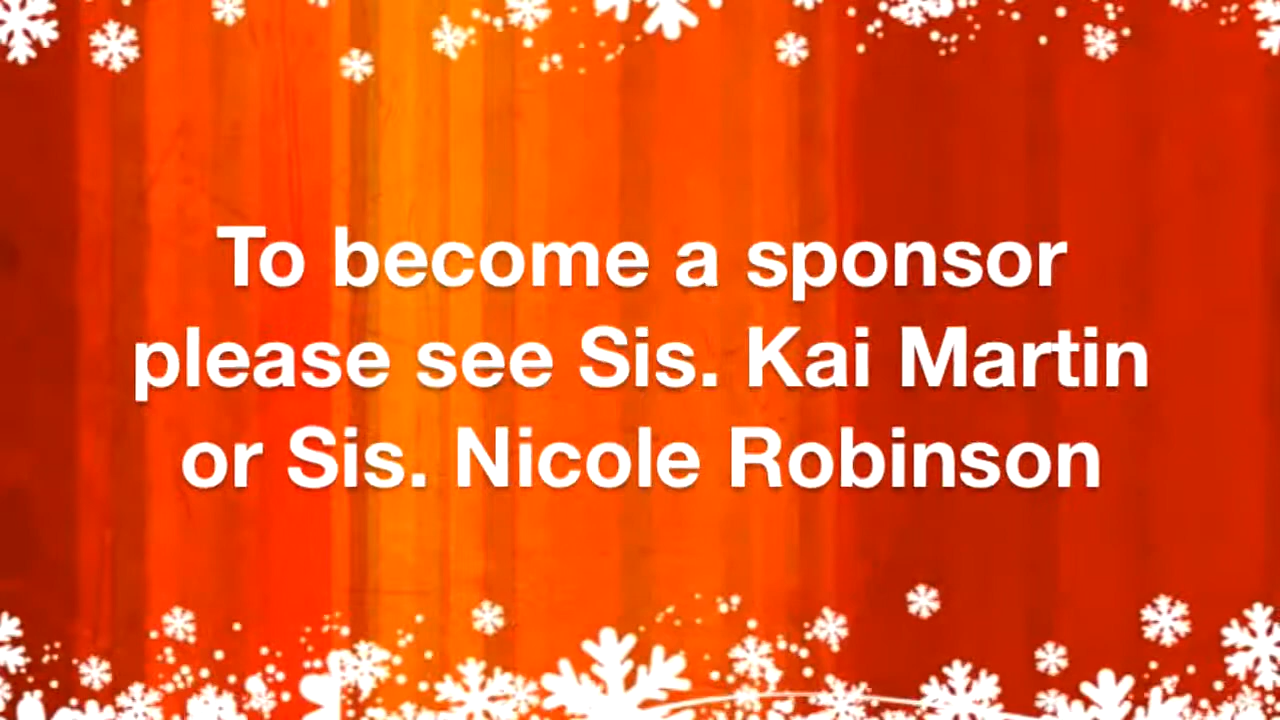 To become a sponsor
please see Sis. Kai Martin
or Sis. Nicole Robinson